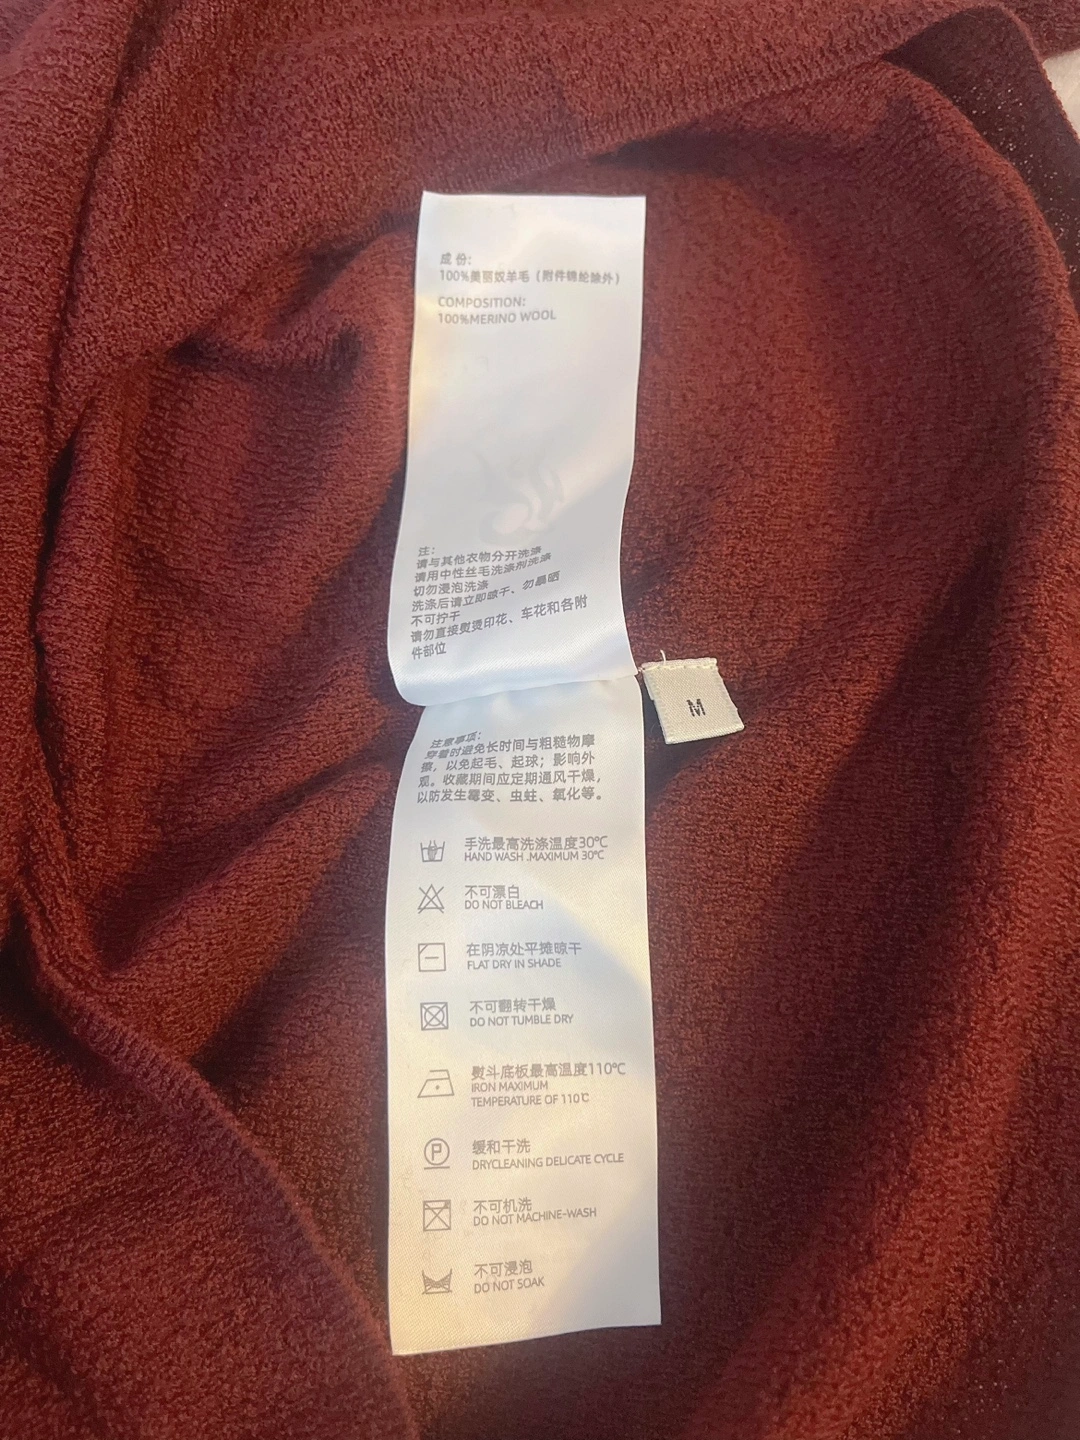 成 份:
100%美丽奴羊毛（附件锦纶除外）
COMPOSITION:
100%MERINO WOOL
注:
请与其他衣物分开洗涤
请用中性丝毛洗涤剂洗涤
切勿浸泡洗涤
洗涤后请立即晾干、勿暴晒
不可拧干
请勿直接熨烫印花、车花和各附
件部位
M
注意事项:
穿着时避免长时间与粗糙物摩
擦，以免起毛、起球；影响外
观。收藏期间应定期通风干燥，
以防发生霉变、虫蛀、氧化等。
手洗最高洗涤温度30℃
HAND WASH .MAXIMUM 30℃
不可漂白
DO NOT BLEACH
在阴凉处平摊晾干
FLAT DRY IN SHADE
不可翻转干燥
DO NOT TUMBLE DRY
熨斗底板最高温度110℃
IRON MAXIMUM
TEMPERATURE OF 110℃
P
缓和干洗
DRYCLEANING DELICATE CYCLE
不可机洗
DO NOT MACHINE-WASH
不可浸泡
DO NOT SOAK